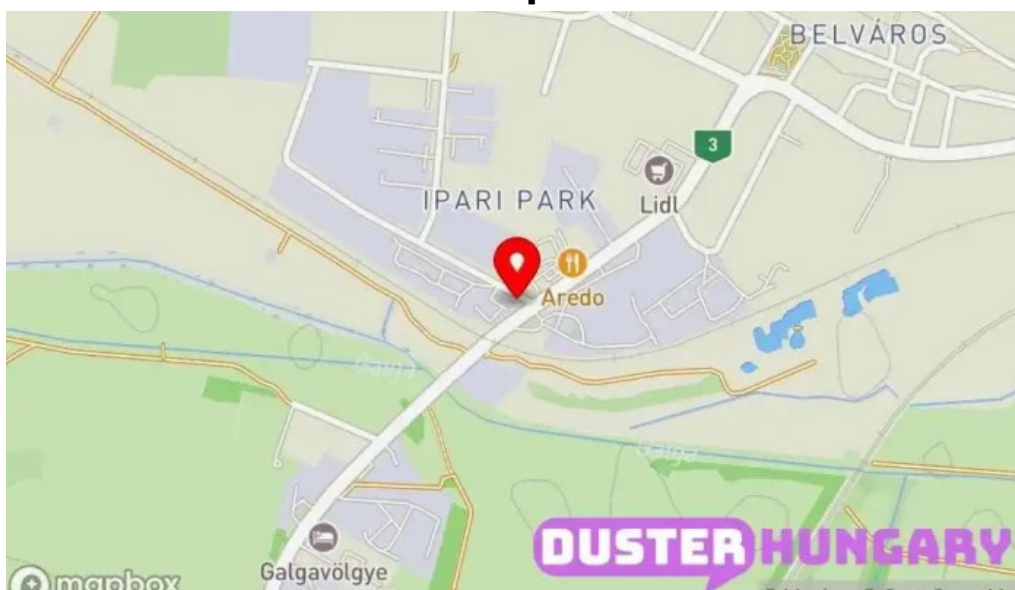 BELVÁROS
3
IPARI PARK
Lidl
Aredo
Galga
Galga
DUSTER HUNGARY
Galgavölgye
mapbox